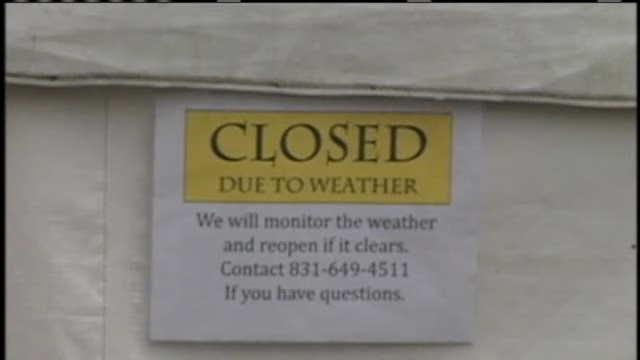 CLOSED
DUE TO WEATHER
We will monitor the weather
and reopen if it clears.
Contact 831-649-4511
If you have questions.